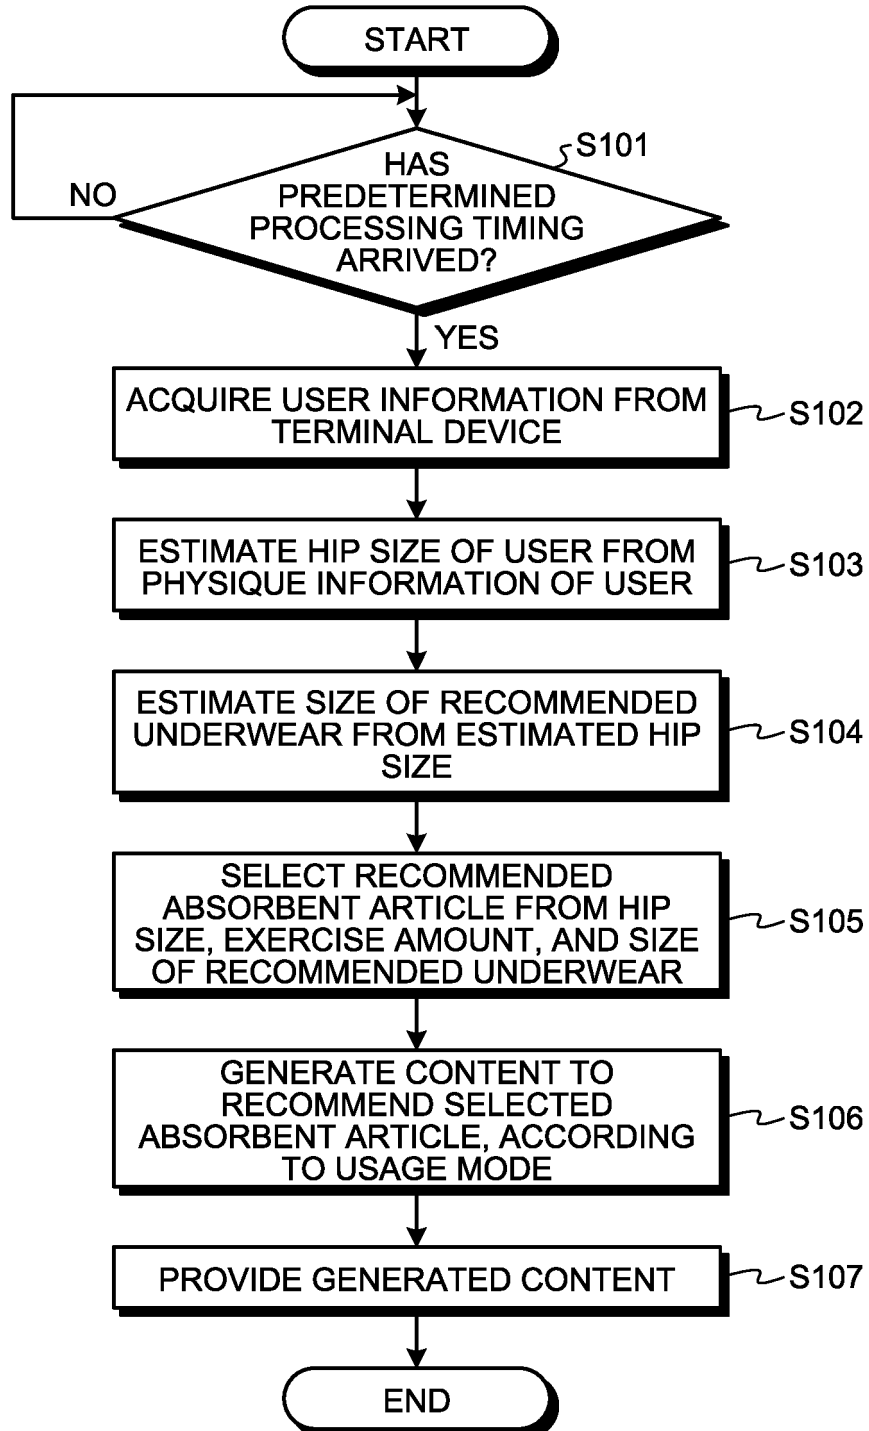 START
S101
HAS
PREDETERMINED
PROCESSING TIMING
ARRIVED?
NO
YES
ACQUIRE USER INFORMATION FROM
TERMINAL DEVICE
S102
ESTIMATE HIP SIZE OF USER FROM
PHYSIQUE INFORMATION OF USER
S103
ESTIMATE SIZE OF RECOMMENDED
UNDERWEAR FROM ESTIMATED HIP
SIZE
S104
SELECT RECOMMENDED
ABSORBENT ARTICLE FROM HIP
SIZE, EXERCISE AMOUNT, AND SIZE
OF RECOMMENDED UNDERWEAR
S105
GENERATE CONTENT TO
RECOMMEND SELECTED
ABSORBENT ARTICLE, ACCORDING
TO USAGE MODE
S106
PROVIDE GENERATED CONTENT
S107
END